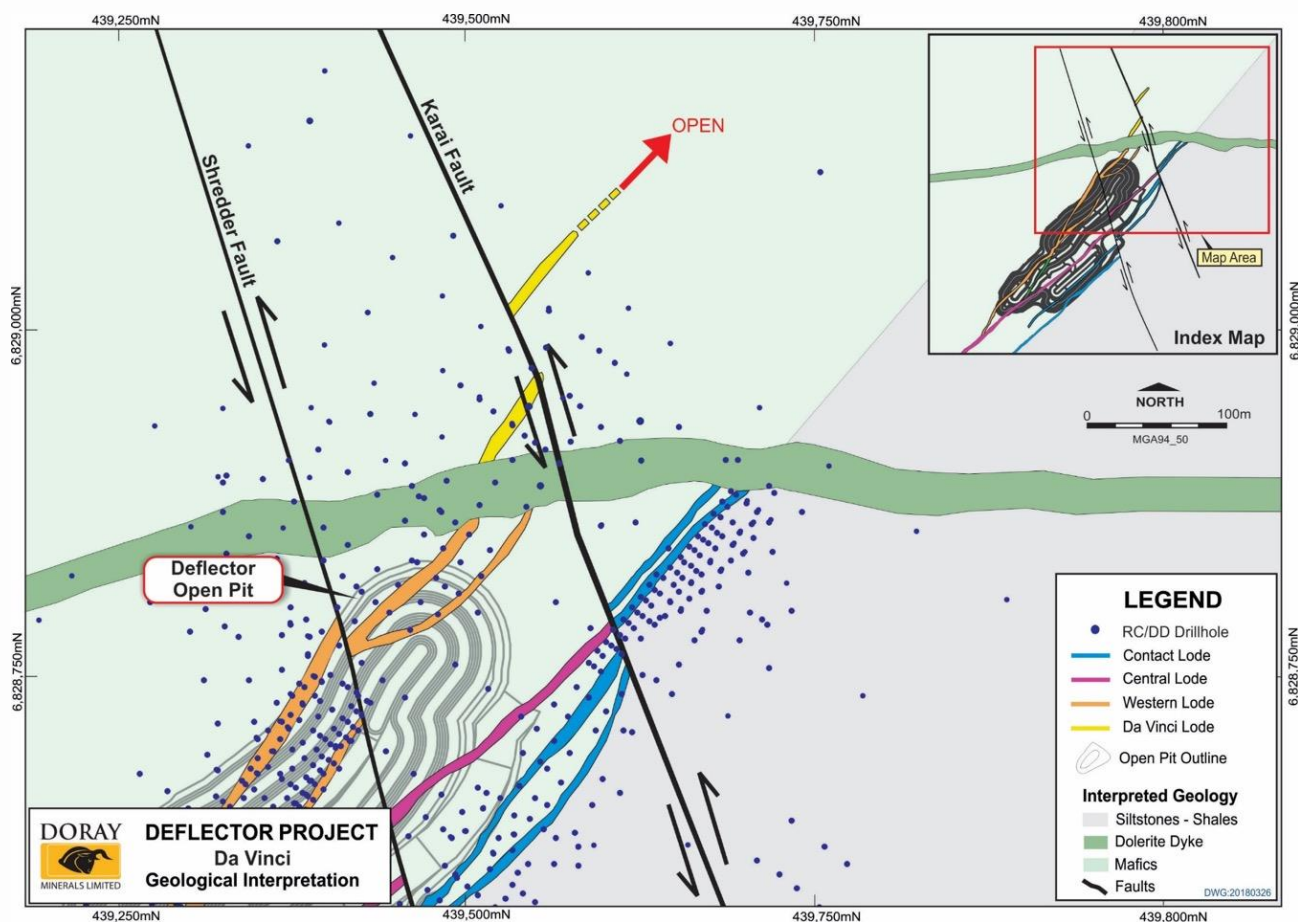 439,250mN
439,500mN
439,750mN
439,800mN
Shredder Fault
Karai Fault
OPEN
Map Area
Index Map
6,829,000mN
6,829,000mN
NORTH
0
100m
MGA94_50
Deflector
Open Pit
6,828,750mN
6,828,750mN
LEGEND
RC/DD Drillhole
Contact Lode
Central Lode
Western Lode
Da Vinci Lode
Open Pit Outline
Interpreted Geology
Siltstones - Shales
Dolerite Dyke
Mafics
Faults
DWG:20180326
DORAY
MINERALS LIMITED
DEFLECTOR PROJECT
Da Vinci
Geological Interpretation
439,250mN
439,500mN
439,750mN
439,800mN